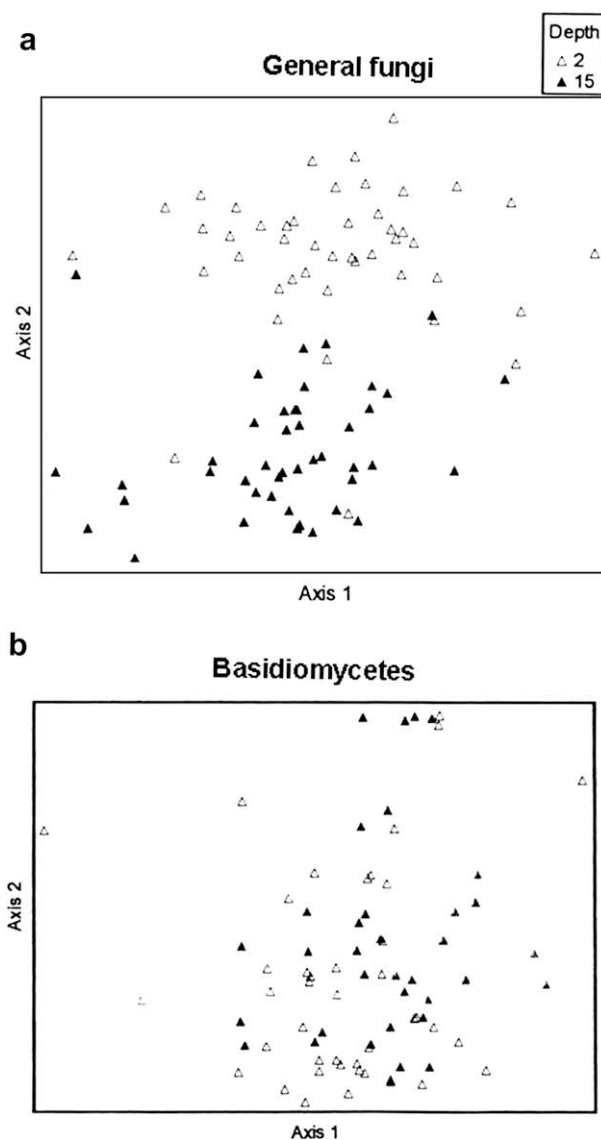 a
General fungi
Depth
2
15
Axis 2
Axis 1
b
Basidiomycetes
Axis 2
Axis 1